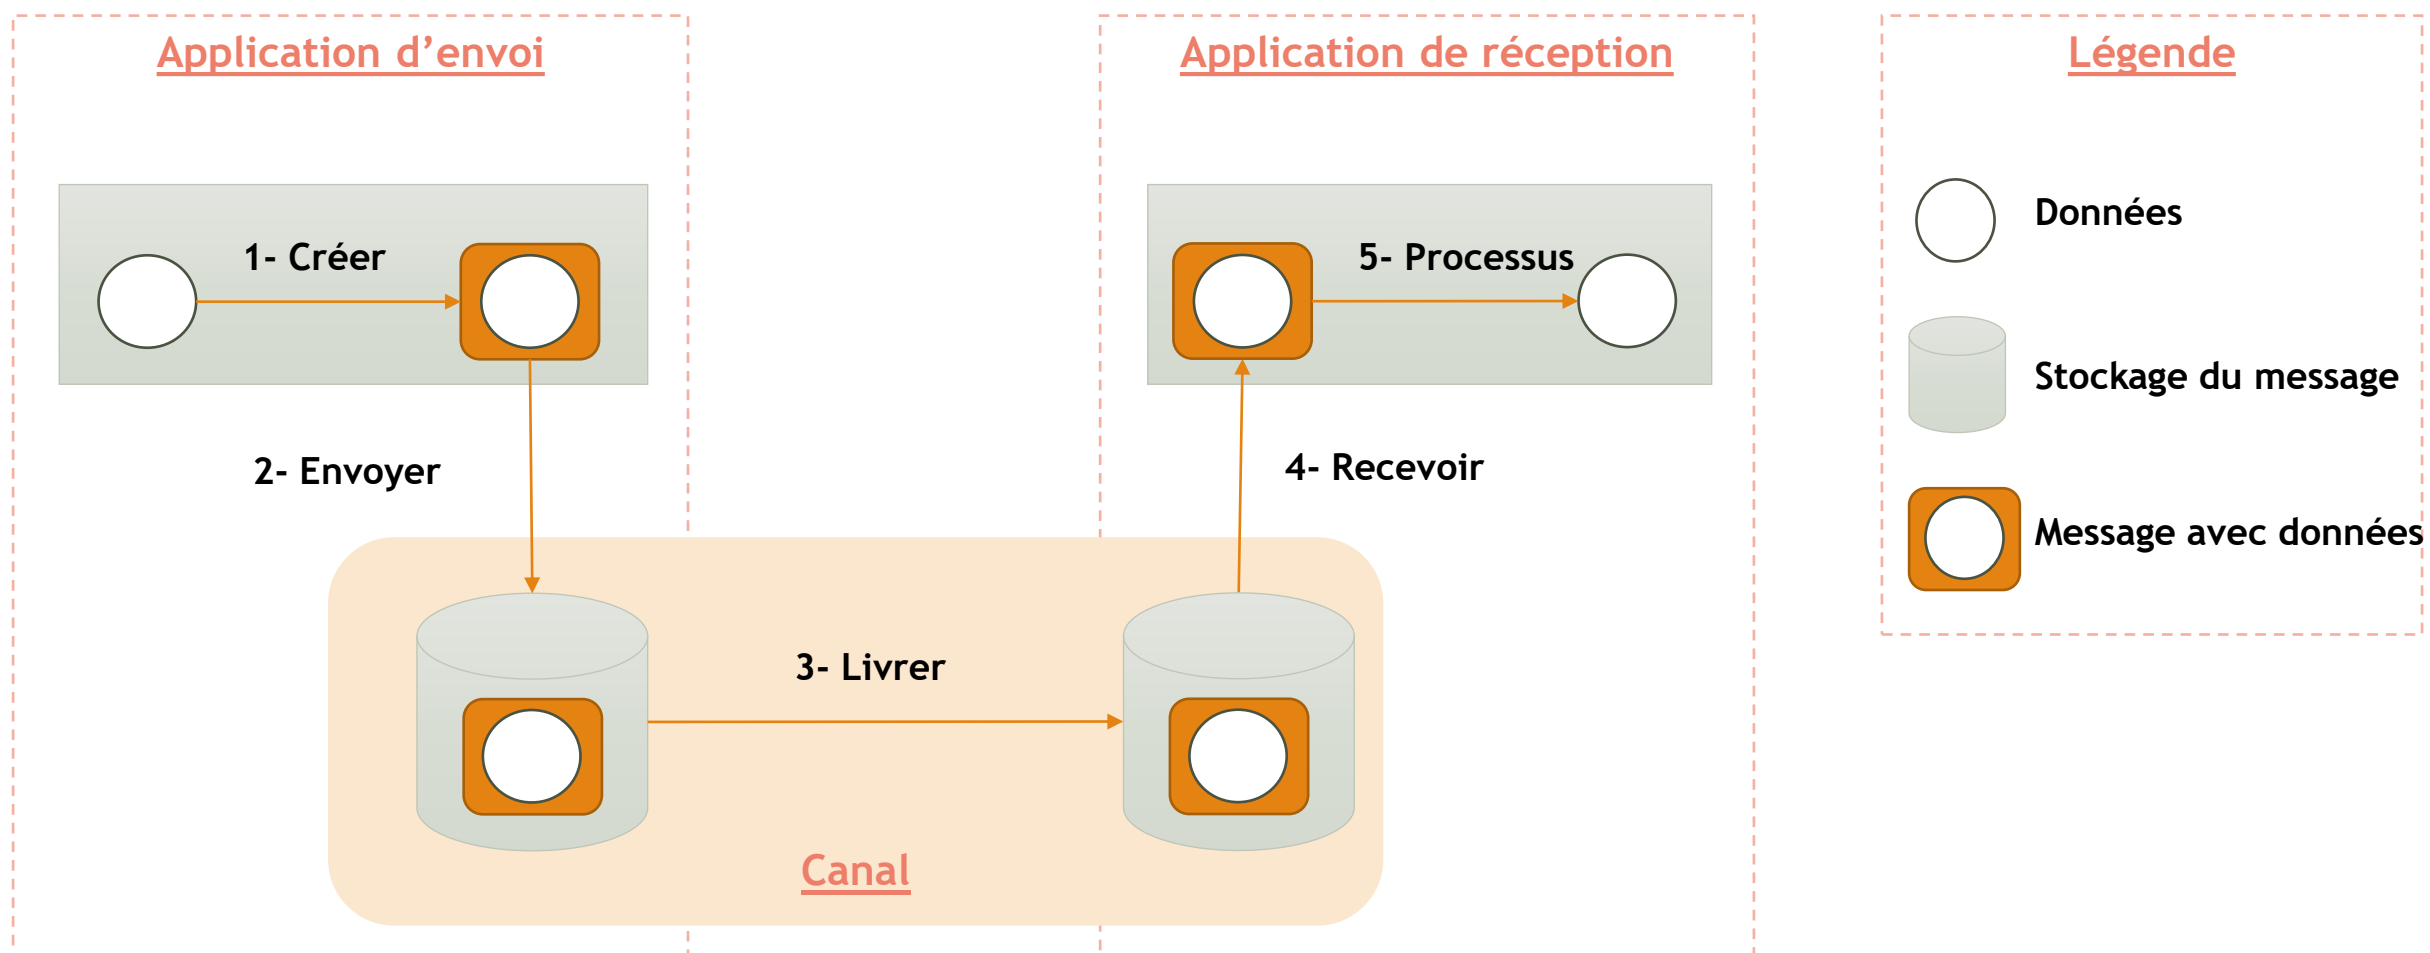 Application d’envoi
Application de réception
Légende
1- Créer
5- Processus
Données
Stockage du message
2- Envoyer
4- Recevoir
Message avec données
3- Livrer
Canal